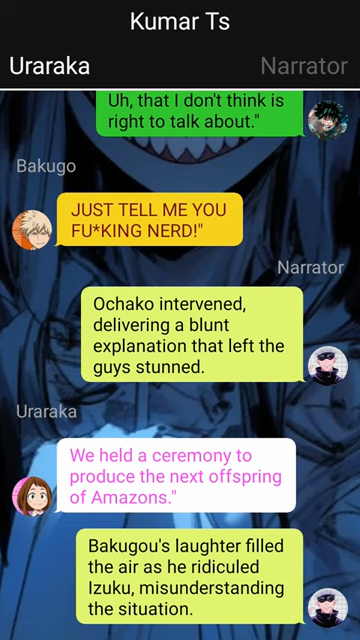 Kumar Ts
Uraraka
Narrator
Uh, that I don't think is
right to talk about."
Bakugo
JUST TELL ME YOU
FU*KING NERD!"
Narrator
Ochako intervened,
delivering a blunt
explanation that left the
guys stunned.
Uraraka
We held a ceremony to
produce the next offspring
of Amazons."
Bakugou's laughter filled
the air as he ridiculed
Izuku, misunderstanding
the situation.